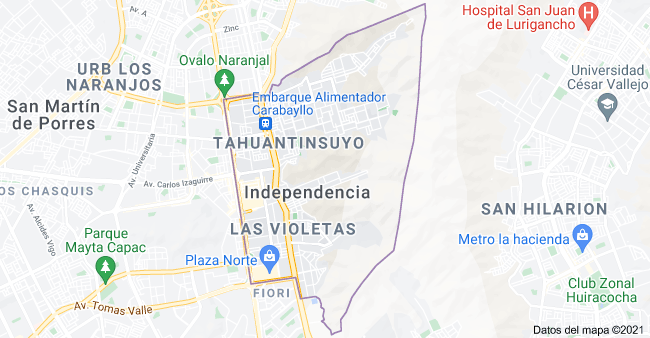 Hospital San Juan
de Lurigancho
Av. A
Zinc
Ovalo Naranjal
URB LOS
NARANJOS
Universidad
César Vallejo
San Martín
de Porres
Embarque Alimentador
Carabayllo
Av. Universitaria
TAHUANTINSUYO
Av. Carlos Izaguirre
OS CHASQUIS
Independencia
Av. Alcides Vigo
SAN HILARION
LAS VIOLETAS
Parque
Mayta Capac
Metro la hacienda
Plaza Norte
FIORI
Av. Tomas Valle
Club Zonal
Huiracocha
Datos del mapa ©2021